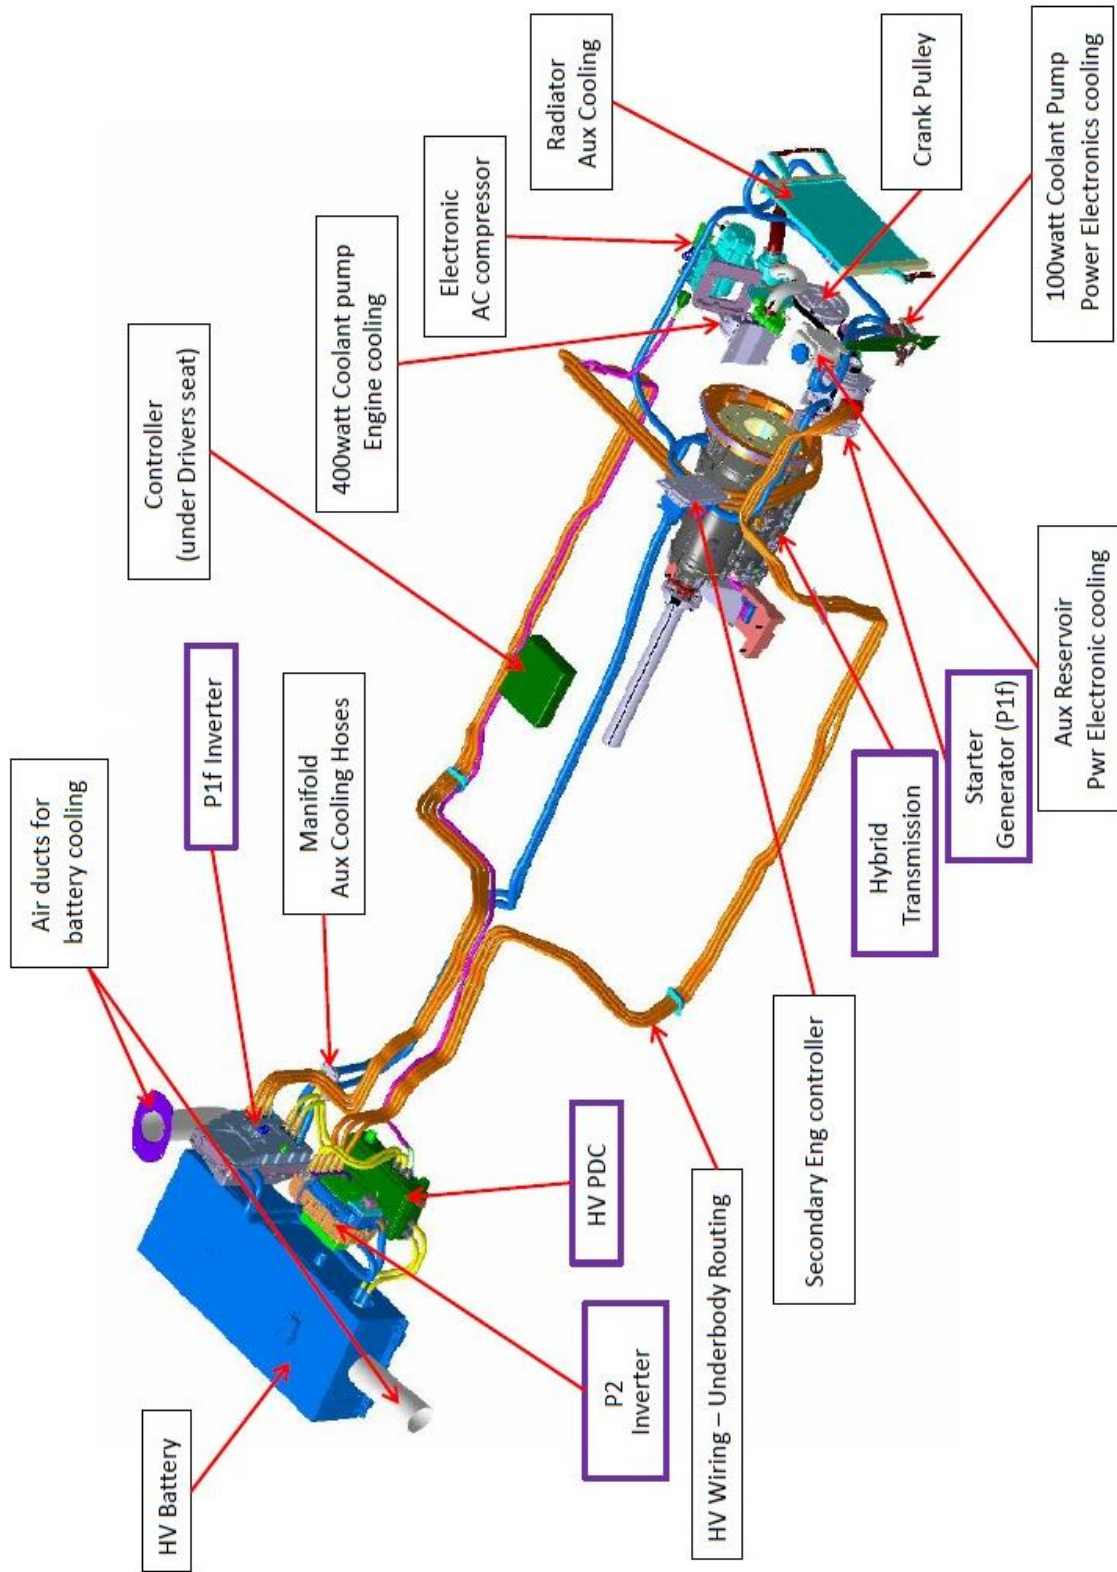 HV Battery
Air ducts for
battery cooling
P1f Inverter
Manifold
Aux Cooling Hoses
Controller
(under Drivers seat)
400watt Coolant pump
Engine cooling
Electronic
AC compressor
Radiator
Aux Cooling
Crank Pulley
100watt Coolant Pump
Power Electronics cooling
P2
Inverter
HV PDC
HV Wiring – Underbody Routing
Secondary Eng controller
Hybrid
Transmission
Starter
Generator (P1f)
Aux Reservoir
Pwr Electronic cooling